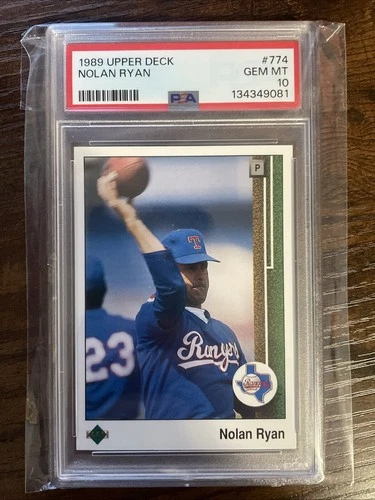 1989 UPPER DECK #774
NOLAN RYAN GEM MT
10
PSA 134349081
P
T
23
Rangers
Nolan Ryan